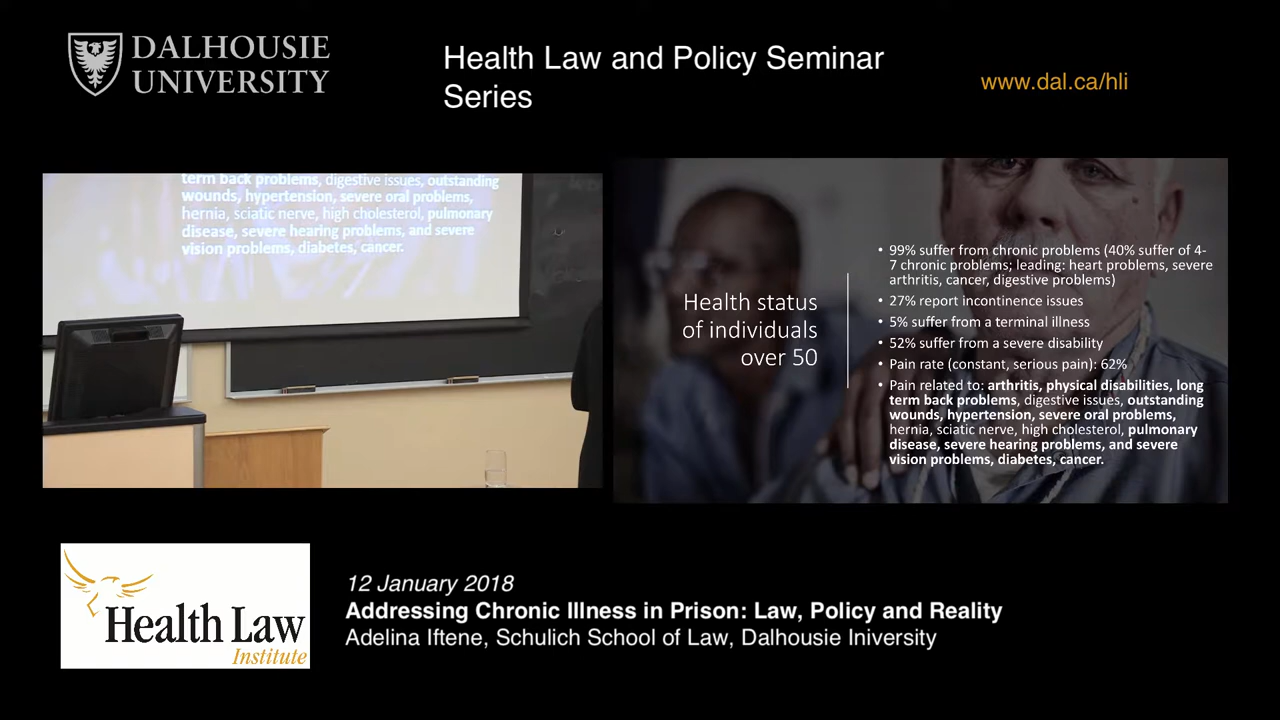 DALHOUSIE
UNIVERSITY
Health Law and Policy Seminar
Series
www.dal.ca/hli
term back problems, digestive issues, outstanding
wounds, hypertension, severe oral problems,
hernia, sciatic nerve, high cholesterol, pulmonary
disease, severe hearing problems, and severe
vision problems, diabetes, cancer.
Health status
of individuals
over 50
• 99% suffer from chronic problems (40% suffer of 4-
7 chronic problems; leading: heart problems, severe
arthritis, cancer, digestive problems)
• 27% report incontinence issues
• 5% suffer from a terminal illness
• 52% suffer from a severe disability
• Pain rate (constant, serious pain): 62%
• Pain related to: arthritis, physical disabilities, long
term back problems, digestive issues, outstanding
wounds, hypertension, severe oral problems,
hernia, sciatic nerve, high cholesterol, pulmonary
disease, severe hearing problems, and severe
vision problems, diabetes, cancer.
Health Law
Institute
12 January 2018
Addressing Chronic Illness in Prison: Law, Policy and Reality
Adelina Iftene, Schulich School of Law, Dalhousie Iniversity